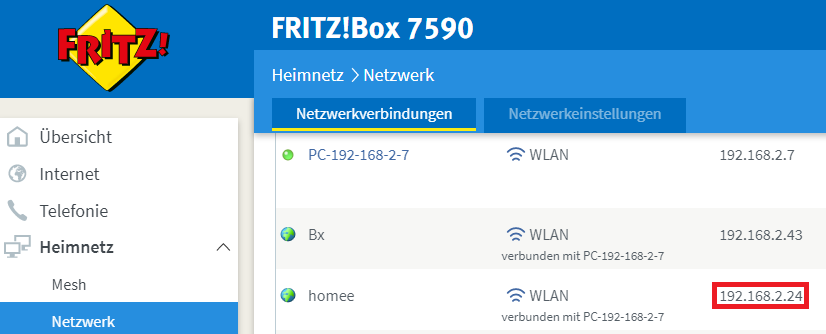 FRITZ!
FRITZ!Box 7590
Heimnetz > Netzwerk
Netzwerkverbindungen Netzwerkeinstellungen
Übersicht
Internet
Telefonie
Heimnetz
Mesh
Netzwerk
PC-192-168-2-7 WLAN 192.168.2.7
Bx WLAN 192.168.2.43
verbunden mit PC-192-168-2-7
homee WLAN 192.168.2.24
verbunden mit PC-192-168-2-7